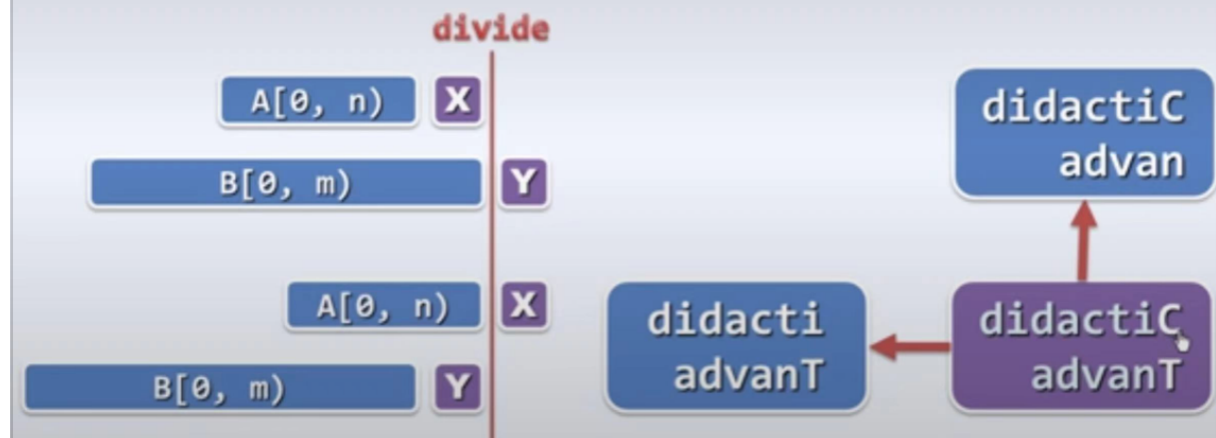 divide
A[0, n) X
B[0, m) Y
A[0, n) X
B[0, m) Y
didactiC
advan
didacti
advanT
didactiC
advanT